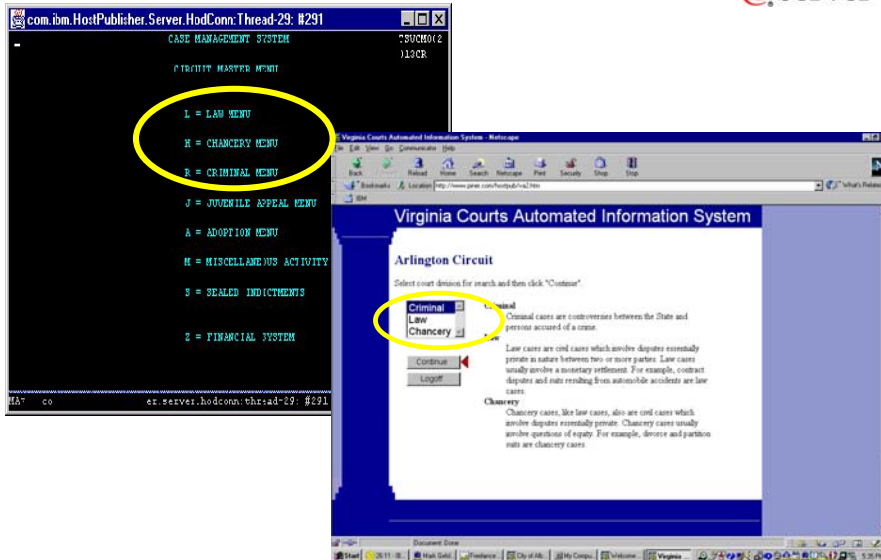 com.ibm.HostPublisher.Server.HodConn:Thread-29: #291
CASE MANAGEMENT SYSTEM
CIRCUIT MASTER MENU
L = LAW MENU
H = CHANCERY MENU
R = CRIMINAL MENU
J = JUVENILE APPEAL MENU
A = ADOPTION MENU
M = MISCELLANEOUS ACTIVITY
S = SEALED INDICTMENTS
Z = FINANCIAL SYSTEM
er.server.hodconn:thread-29: #291
Virginia Courts Automated Information System - Netscape
File Edit View Go Communicator Help
Back Reload Home Search Netscape Print Security Shop Stop
Bookmarks Location
What's Related
IBM
Virginia Courts Automated Information System
Arlington Circuit
Select court division for search and then click "Continue".
Criminal
Law
Chancery
Continue
Logoff
Criminal
Criminal cases are controversies between the State and
persons accused of a crime.
Law
Law cases are civil cases which involve disputes essentially
private in nature between two or more parties. Law cases
usually involve a monetary settlement. For example, contract
disputes and suits resulting from automobile accidents are law
cases.
Chancery
Chancery cases, like law cases, also are civil cases which
involve disputes essentially private. Chancery cases usually
involve questions of equity. For example, divorce and partition
suits are chancery cases.
Document: Done
Start